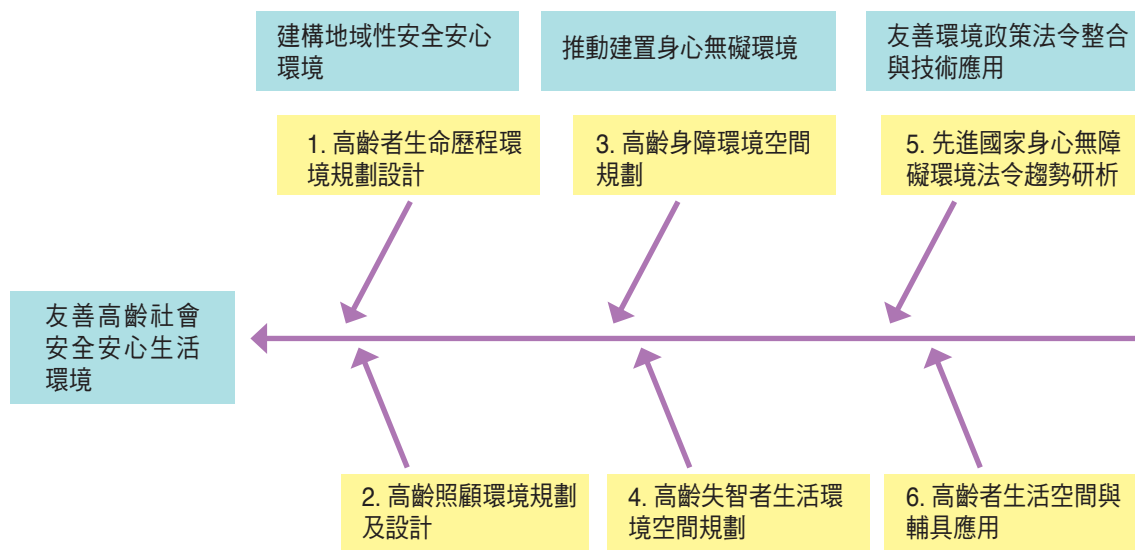 建構地域性安全安心
環境
推動建置身心無礙環境
友善環境政策法令整合
與技術應用
1. 高齡者生命歷程環
境規劃設計
3. 高齡身障環境空間
規劃
5. 先進國家身心無障
礙環境法令趨勢研析
友善高齡社會
安全安心生活
環境
2. 高齡照顧環境規劃
及設計
4. 高齡失智者生活環
境空間規劃
6. 高齡者生活空間與
輔具應用